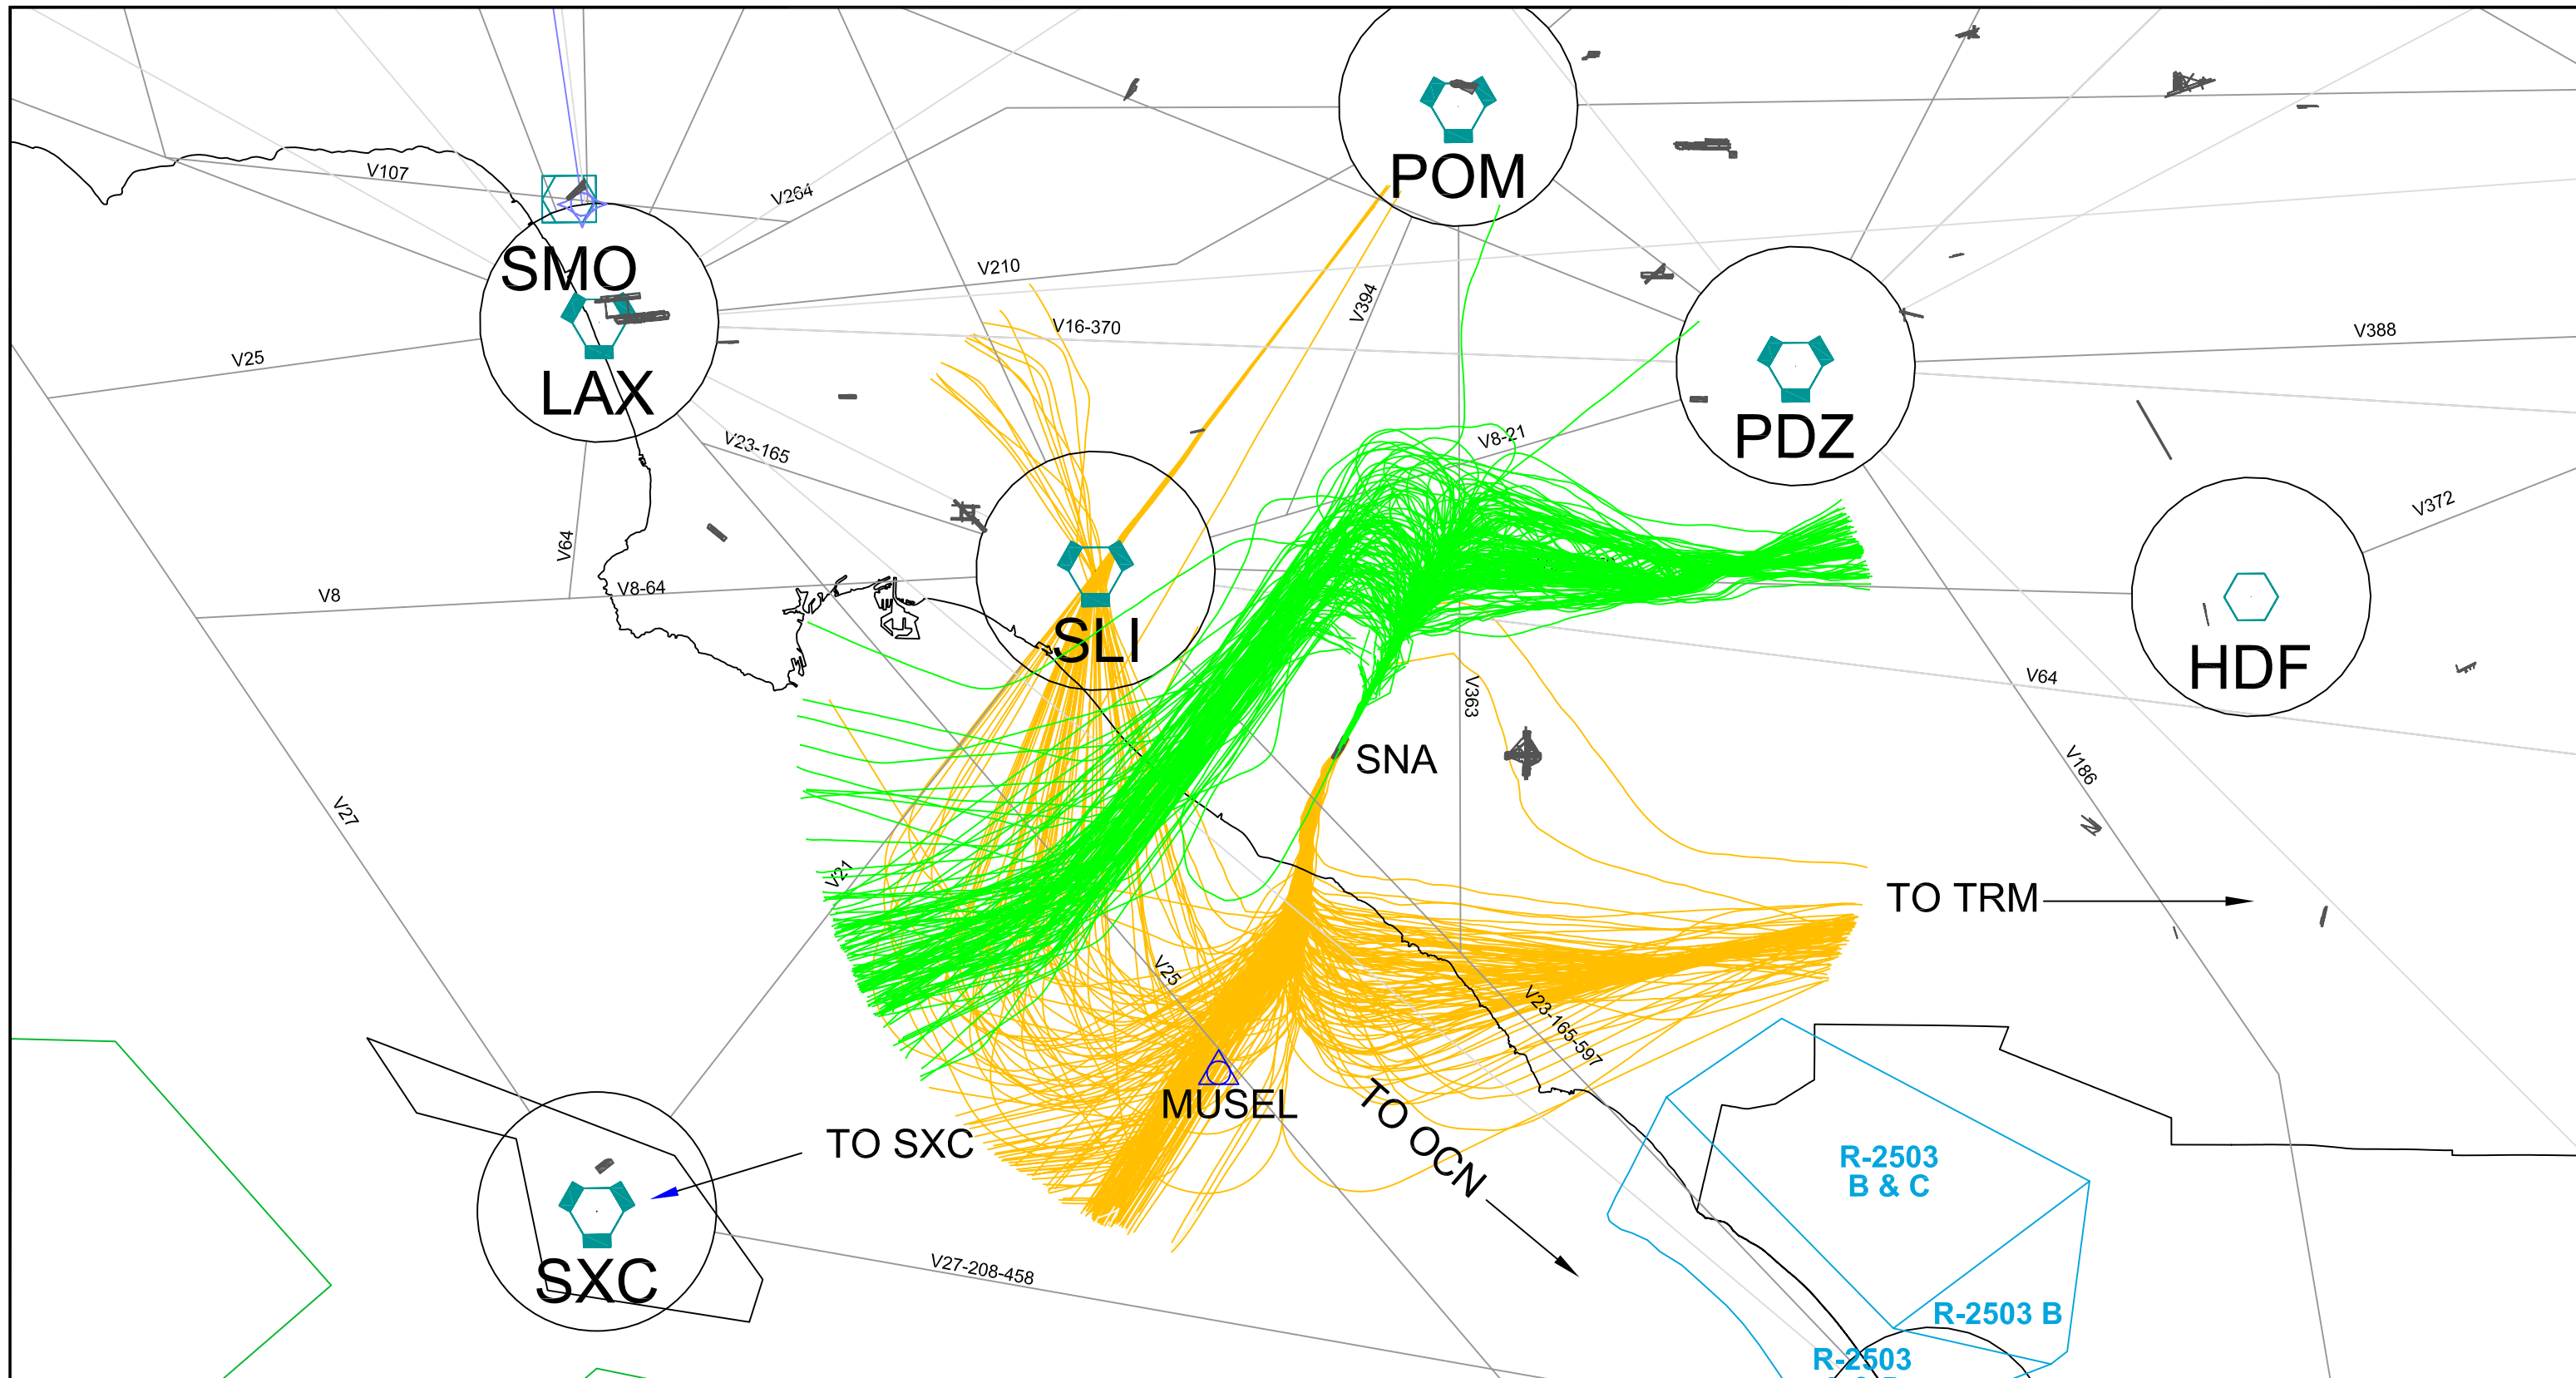 POM
V107
V264
SMO
V210
V394
V16-370
V388
V25
LAX
PDZ
V8-21
V23-165
V372
V64
V8
V8-64
SLI
HDF
V64
V363
SNA
V186
V27
V21
TO TRM
V25
V23-165-597
MUSEL
TO OCN
TO SXC
R-2503
B & C
SXC
V27-208-458
R-2503 B
R-2503